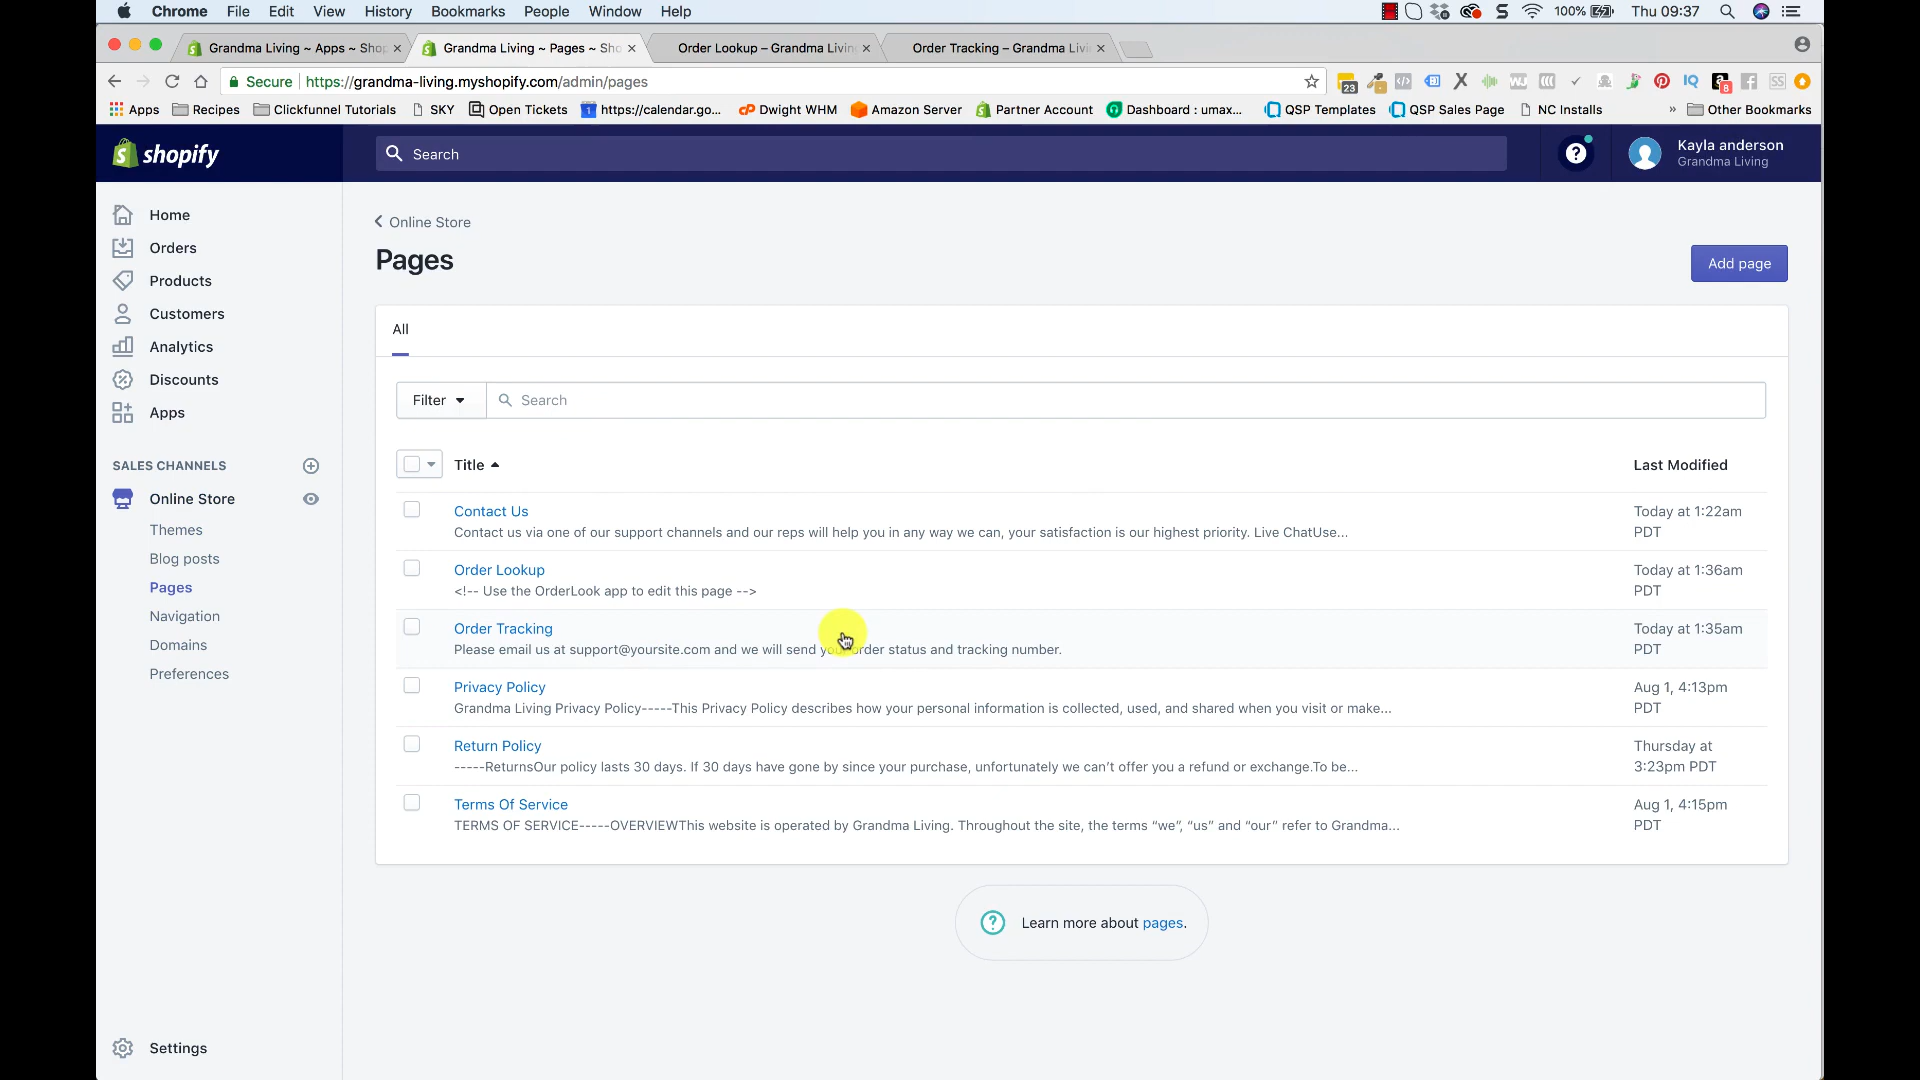 Chrome File Edit View History Bookmarks People Window Help 100% Thu 09:37
Grandma Living ~ Apps ~ Shop Grandma Living ~ Pages ~ Sho Order Lookup – Grandma Living Order Tracking – Grandma Livi
Secure https://grandma-living.myshopify.com/admin/pages 23 8
Apps Recipes Clickfunnel Tutorials SKY Open Tickets https://calendar.go... Dwight WHM Amazon Server Partner Account Dashboard : umax... QSP Templates QSP Sales Page NC Installs » Other Bookmarks
shopify
Search
Kayla anderson
Grandma Living
Home
Orders
Products
Customers
Analytics
Discounts
Apps
SALES CHANNELS
Online Store
Themes
Blog posts
Pages
Navigation
Domains
Preferences
Settings
Online Store
Pages
Add page
All
Filter Search
Title Last Modified
Contact Us
Contact us via one of our support channels and our reps will help you in any way we can, your satisfaction is our highest priority. Live ChatUse...
Today at 1:22am
PDT
Order Lookup
<!-- Use the OrderLook app to edit this page -->
Today at 1:36am
PDT
Order Tracking
Please email us at support@yoursite.com and we will send your order status and tracking number.
Today at 1:35am
PDT
Privacy Policy
Grandma Living Privacy Policy-----This Privacy Policy describes how your personal information is collected, used, and shared when you visit or make...
Aug 1, 4:13pm
PDT
Return Policy
-----ReturnsOur policy lasts 30 days. If 30 days have gone by since your purchase, unfortunately we can't offer you a refund or exchange.To be...
Thursday at
3:23pm PDT
Terms Of Service
TERMS OF SERVICE-----OVERVIEWThis website is operated by Grandma Living. Throughout the site, the terms “we”, “us” and “our” refer to Grandma...
Aug 1, 4:15pm
PDT
Learn more about pages.